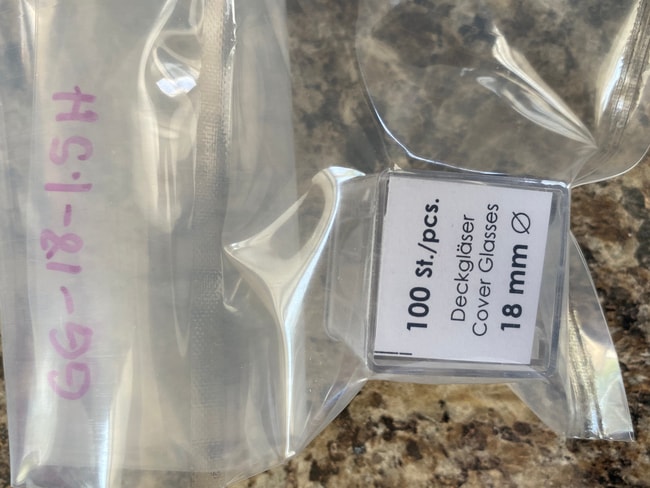 GG-18-1.5H
100 St./pcs.
Deckgläser
Cover Glasses
18 mm Ø